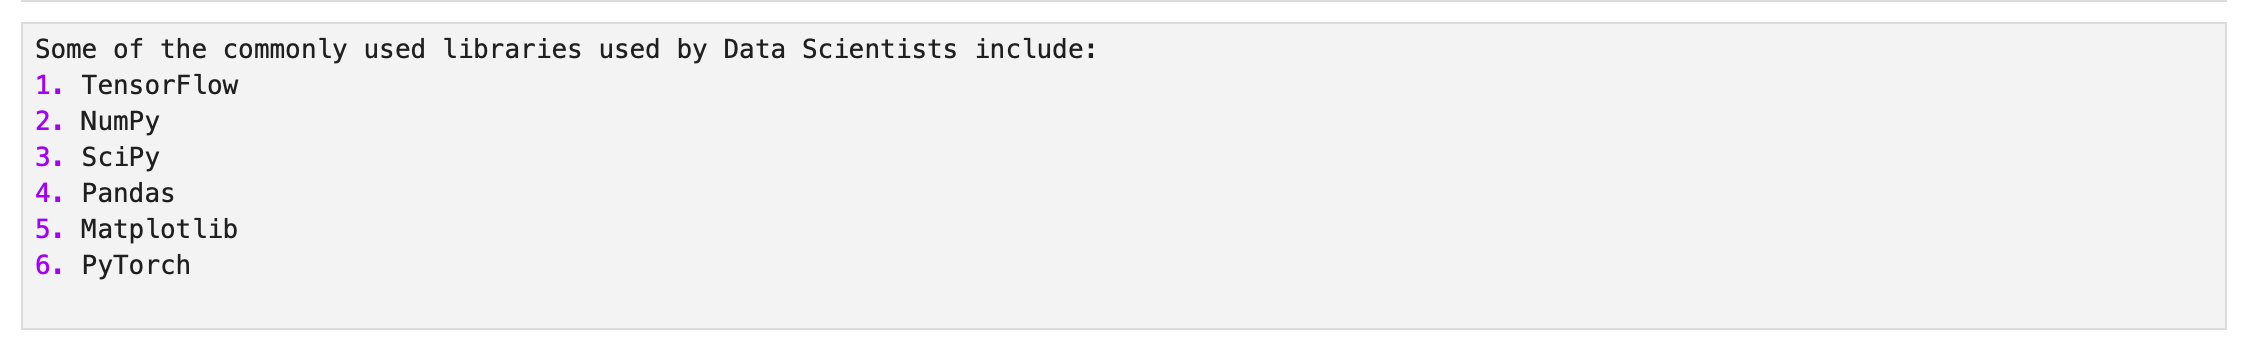 Some of the commonly used libraries used by Data Scientists include:
1. TensorFlow
2. NumPy
3. SciPy
4. Pandas
5. Matplotlib
6. PyTorch